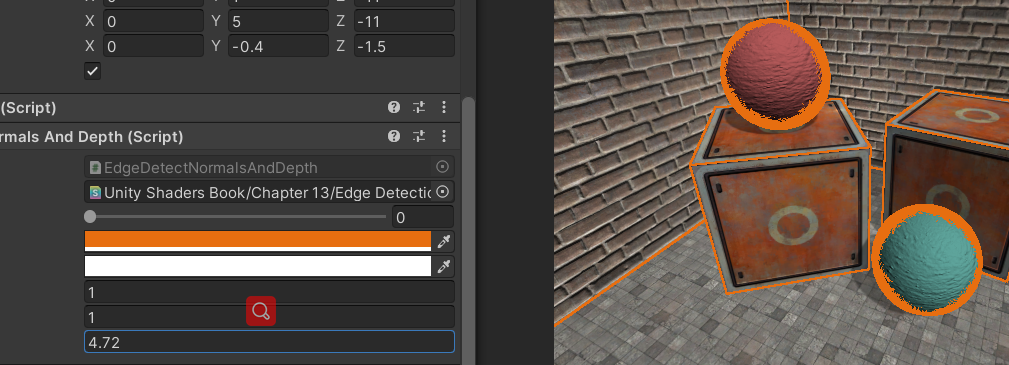 X 0 Y 5 Z -11
X 0 Y -0.4 Z -1.5
(Script)
rmals And Depth (Script)
EdgeDetectNormalsAndDepth
Unity Shaders Book/Chapter 13/Edge Detectic
0
1
1
4.72